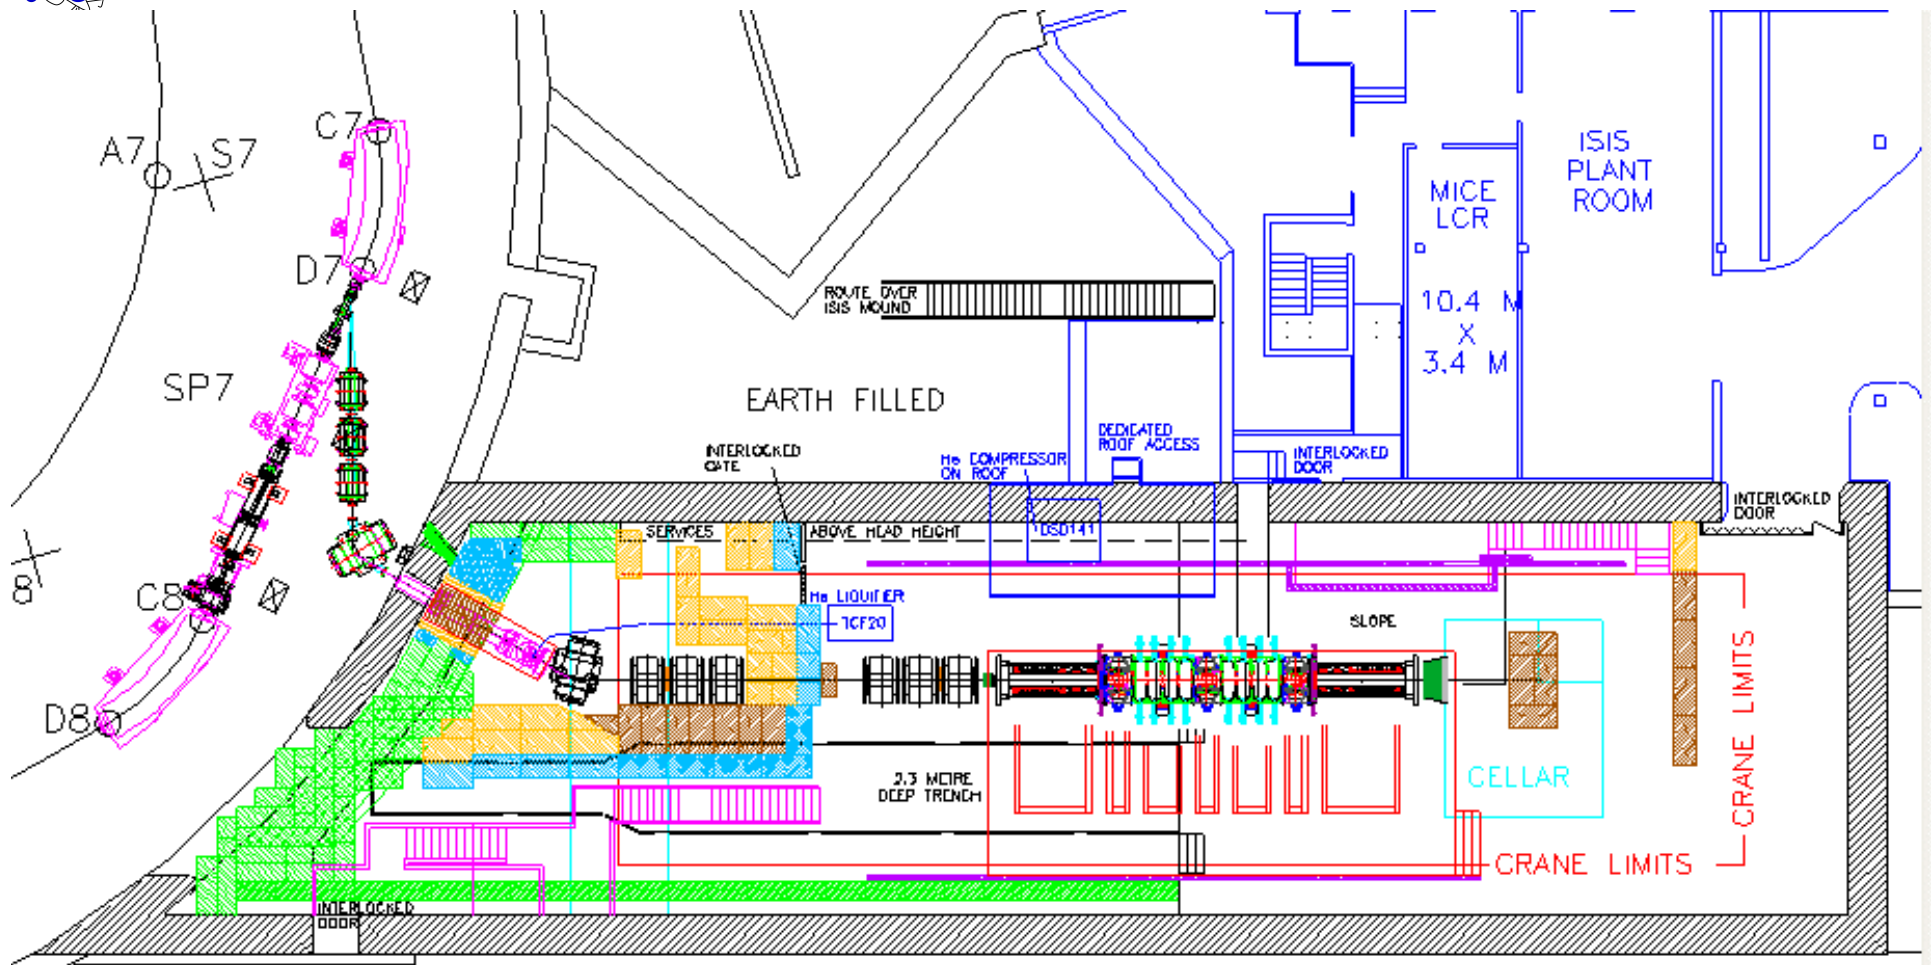 C7
A7
S7
ISIS
PLANT
ROOM
MICE
LCR
D7
ROUTE OVER
ISIS MOUND
10.4 M
X
3.4 M
SP7
EARTH FILLED
DEDICATED
ROOF ACCESS
INTERLOCKED
GATE
He COMPRESSOR
ON ROOF
INTERLOCKED
DOOR
INTERLOCKED
DOOR
SERVICES
ABOVE HEAD HEIGHT
DSD141
8
C8
He LIQUIFIER
TCF20
SLOPE
D8
CRANE LIMITS
2.3 METRE
DEEP TRENCH
CELLAR
CRANE LIMITS
INTERLOCKED
DOOR